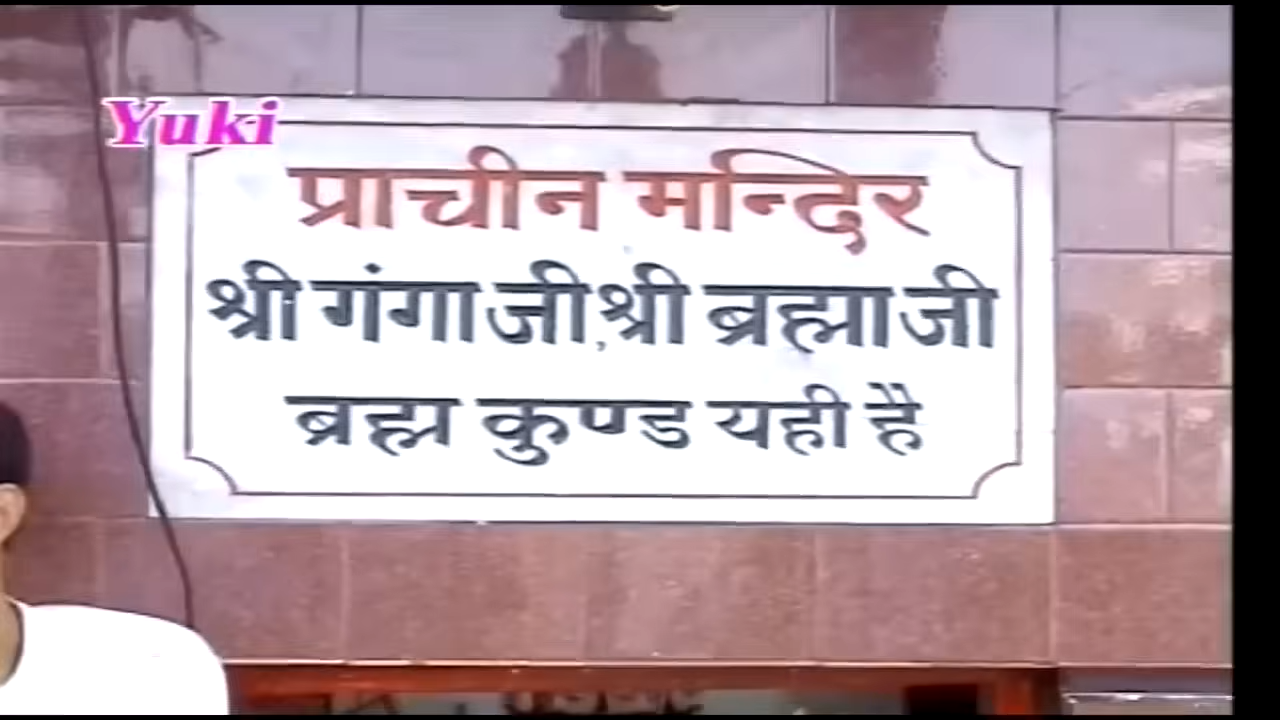 Yuki
प्राचीन मन्दिर
श्री गंगा जी, श्री ब्रह्मा जी
ब्रह्म कुण्ड यही है